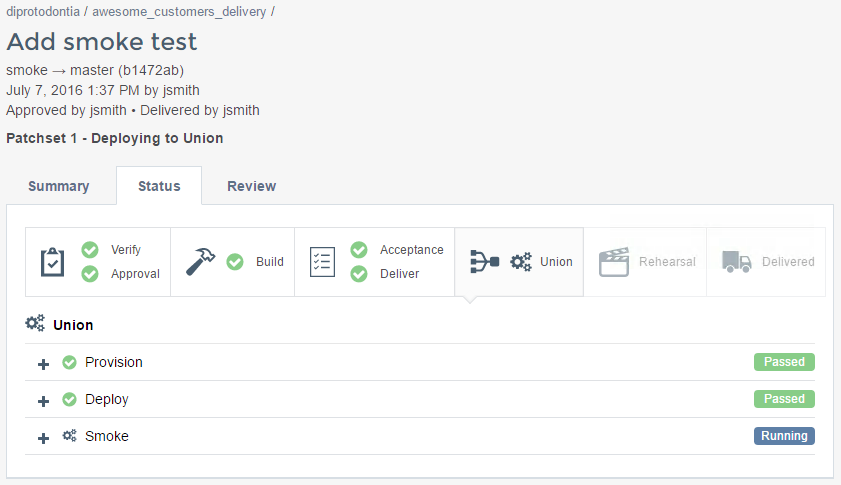 diprotodontia / awesome_customers_delivery /
Add smoke test
smoke → master (b1472ab)
July 7, 2016 1:37 PM by jsmith
Approved by jsmith • Delivered by jsmith
Patchset 1 - Deploying to Union
Summary Status Review
Verify
Approval
Build
Acceptance
Deliver
Union
Rehearsal
Delivered
Union
Provision Passed
Deploy Passed
Smoke Running